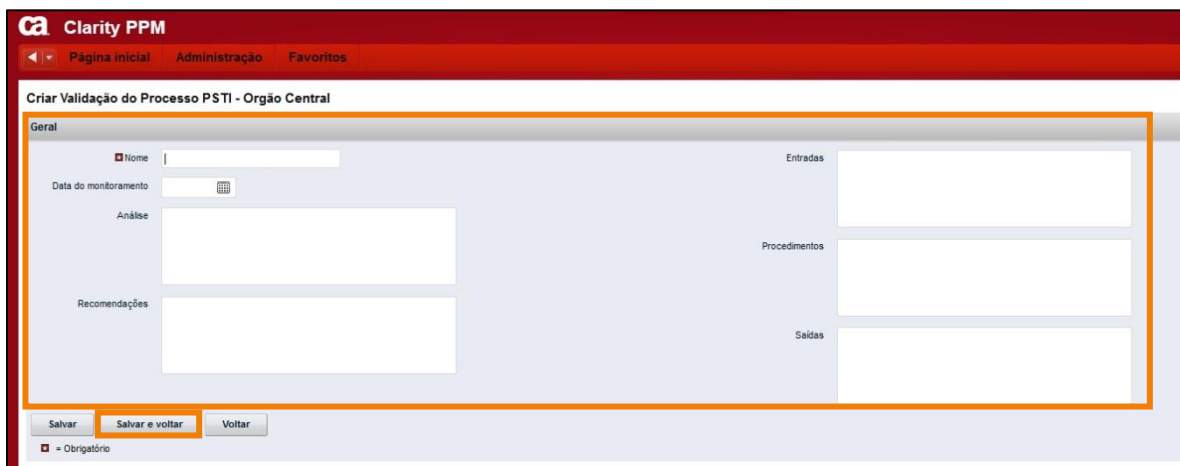 ca Clarity PPM
Página inicial Administração Favoritos
Criar Validação do Processo PSTI - Orgão Central
Geral
Nome
Data do monitoramento
Análise
Recomendações
Entradas
Procedimentos
Saídas
Salvar Salvar e voltar Voltar
= Obrigatório